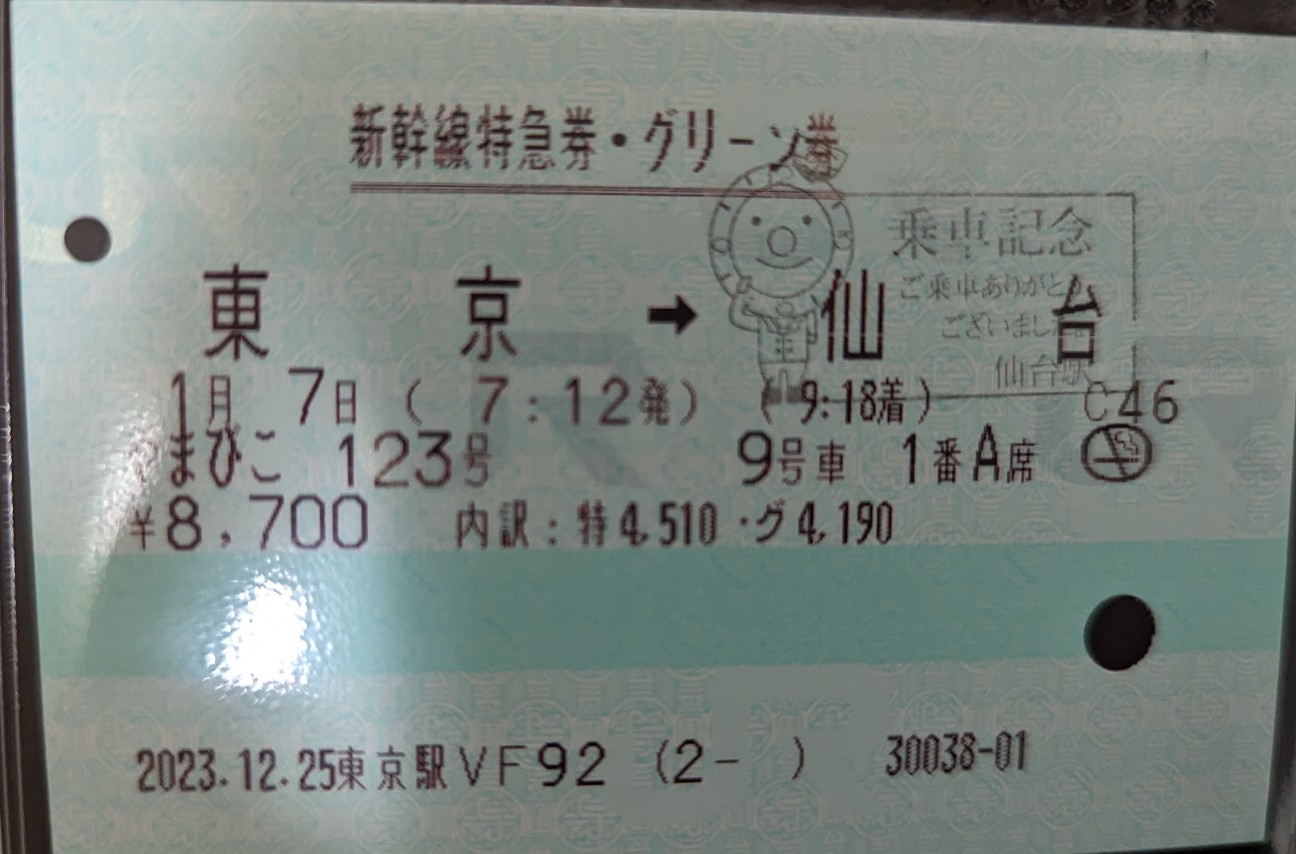 新幹線特急券・グリーン券
乗車記念
ご乗車ありがとう
ございました。
仙台駅
東京➡仙台
1月 7日 ( 7:12発) ( 9:18着) C46
まびこ 123号 9号車 1番A席
¥8,700 内訳:特4,510・グ4,190
2023.12.25東京駅VF92 (2- ) 30038-01